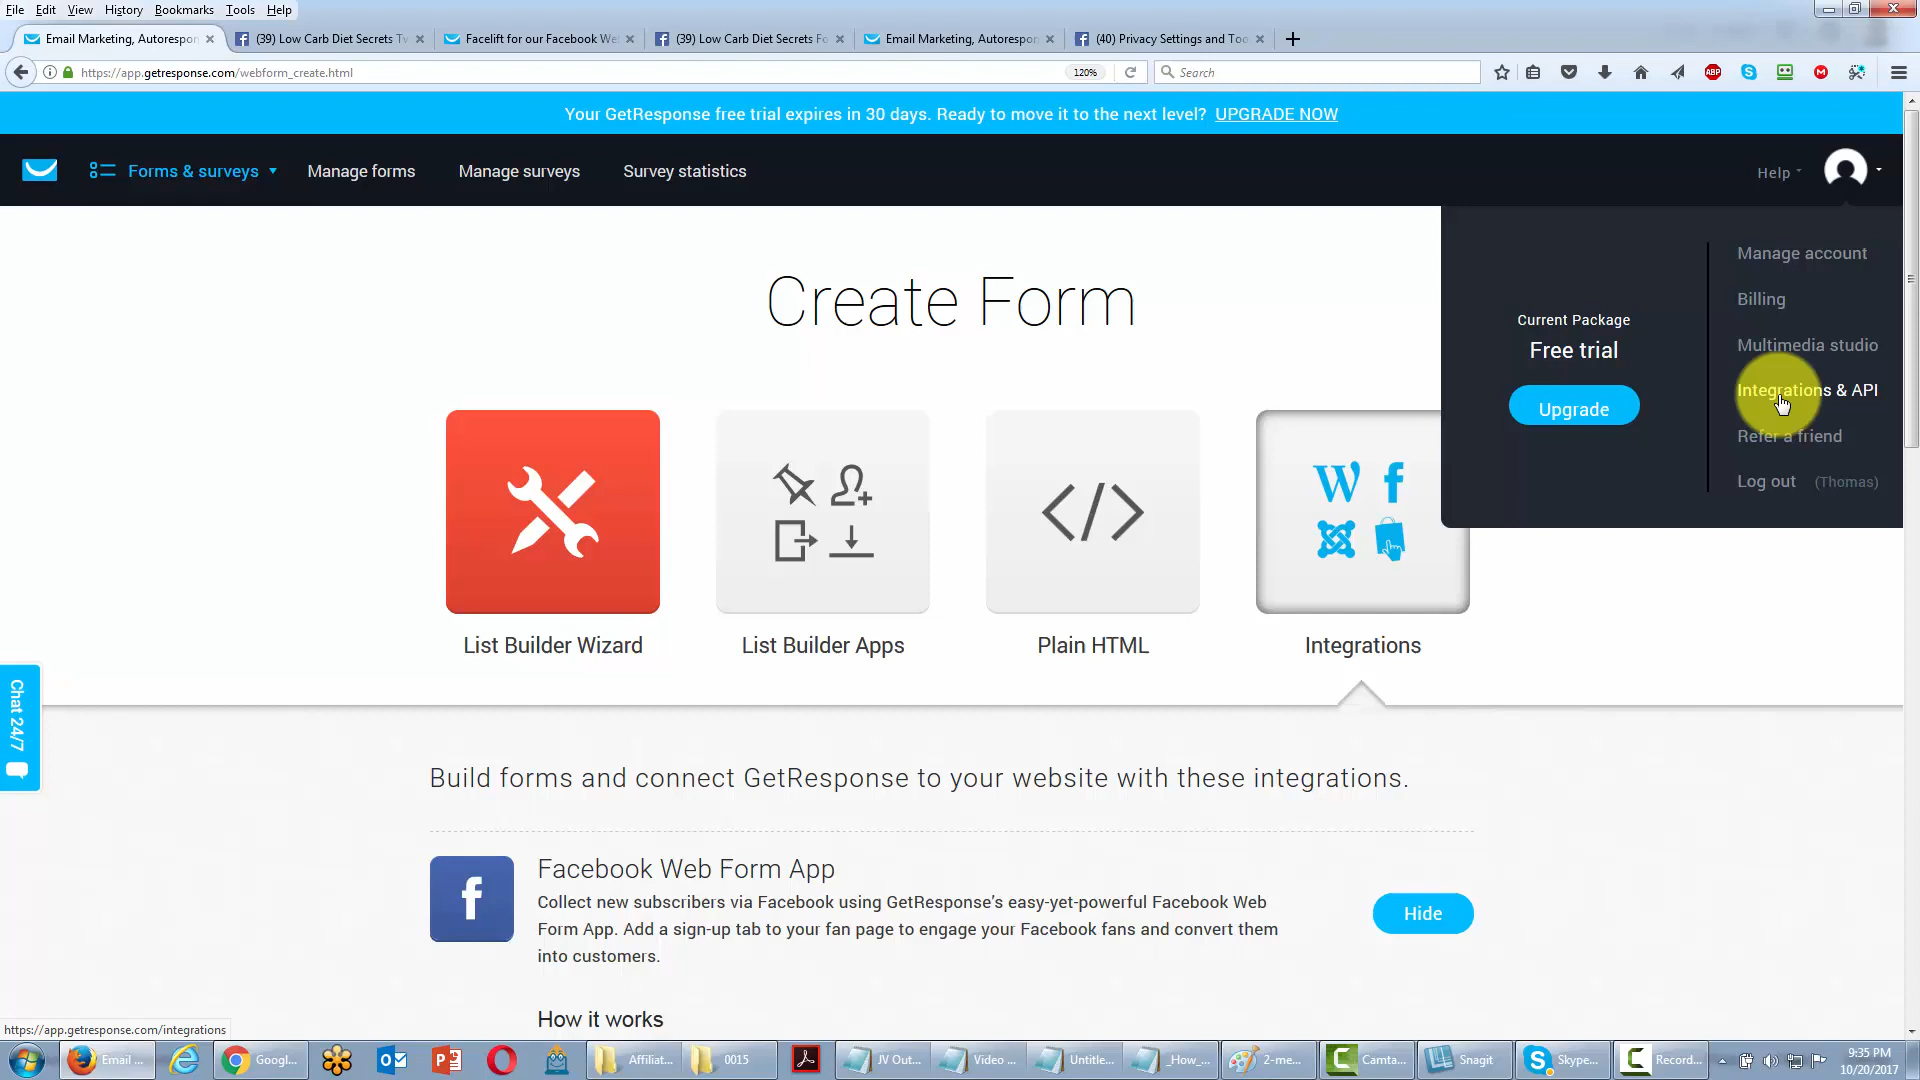 File Edit View History Bookmarks Tools Help
Email Marketing, Autorespon
(39) Low Carb Diet Secrets Tv
Facelift for our Facebook We
(39) Low Carb Diet Secrets Fo
Email Marketing, Autorespon
(40) Privacy Settings and Too
https://app.getresponse.com/webform_create.html
120%
Search
ABP
Your GetResponse free trial expires in 30 days. Ready to move it to the next level? UPGRADE NOW
Forms & surveys
Manage forms
Manage surveys
Survey statistics
Help
Create Form
Current Package
Free trial
Upgrade
Manage account
Billing
Multimedia studio
Integrations & API
Refer a friend
Log out (Thomas)
List Builder Wizard
List Builder Apps
Plain HTML
Integrations
Chat 24/7
Build forms and connect GetResponse to your website with these integrations.
Facebook Web Form App
Collect new subscribers via Facebook using GetResponse's easy-yet-powerful Facebook Web
Form App. Add a sign-up tab to your fan page to engage your Facebook fans and convert them
into customers.
Hide
How it works
https://app.getresponse.com/integrations
Email ...
Googl...
Affiliat...
0015
JV Out...
Video ...
Untitle...
_How_...
2-me...
Camta...
Snagit
Skype...
Record...
9:35 PM
10/20/2017